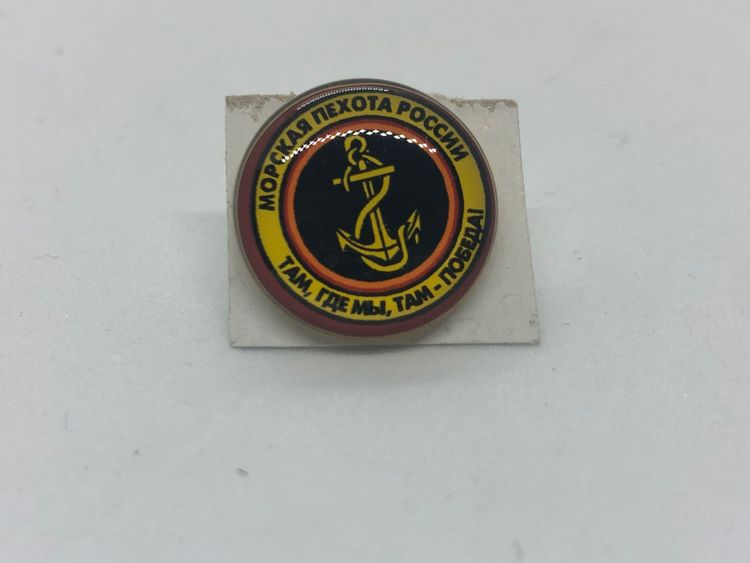 МОРСКАЯ ПЕХОТА РОССИИ
ТАМ, ГДЕ МЫ, ТАМ - ПОБЕДА!